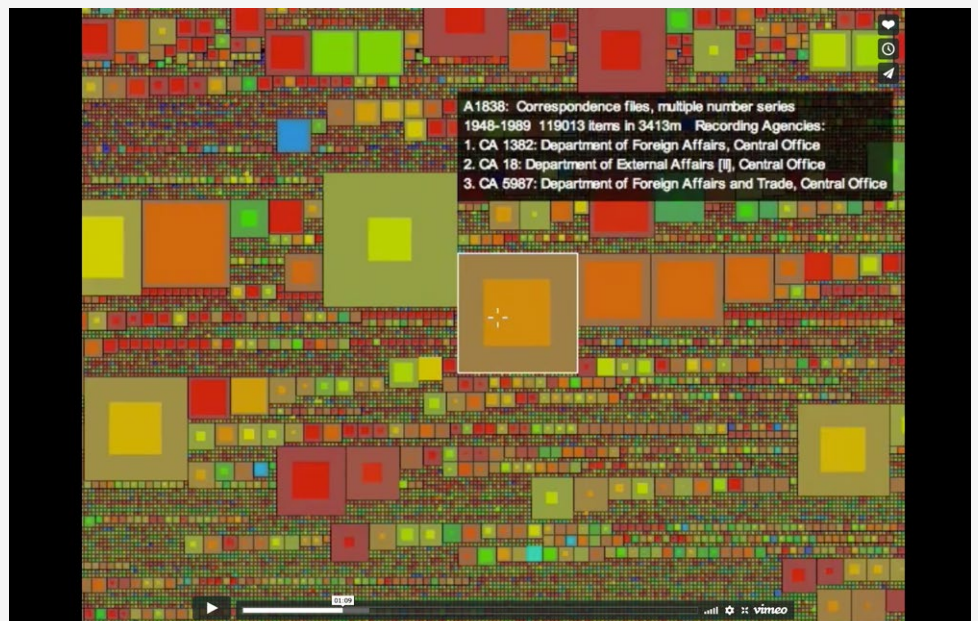 A1838: Correspondence files, multiple number series
1948-1989 119013 items in 3413m Recording Agencies:
1. CA 1382: Department of Foreign Affairs, Central Office
2. CA 18: Department of External Affairs [II], Central Office
3. CA 5987: Department of Foreign Affairs and Trade, Central Office
01:09
vimeo